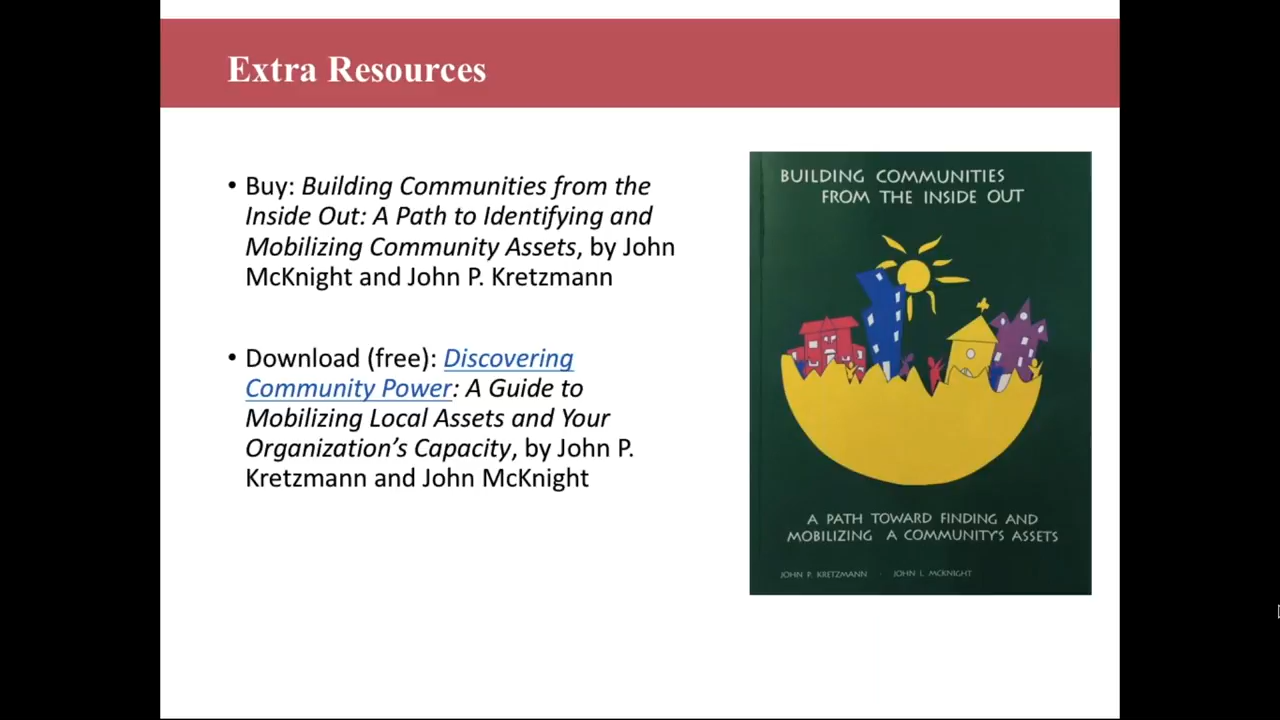 Extra Resources
• Buy: Building Communities from the
Inside Out: A Path to Identifying and
Mobilizing Community Assets, by John
McKnight and John P. Kretzmann
• Download (free): Discovering
Community Power: A Guide to
Mobilizing Local Assets and Your
Organization's Capacity, by John P.
Kretzmann and John McKnight
BUILDING COMMUNITIES
FROM THE INSIDE OUT
A PATH TOWARD FINDING AND
MOBILIZING A COMMUNITY'S ASSETS
JOHN P. KRETZMANN · JOHN L. MCKNIGHT